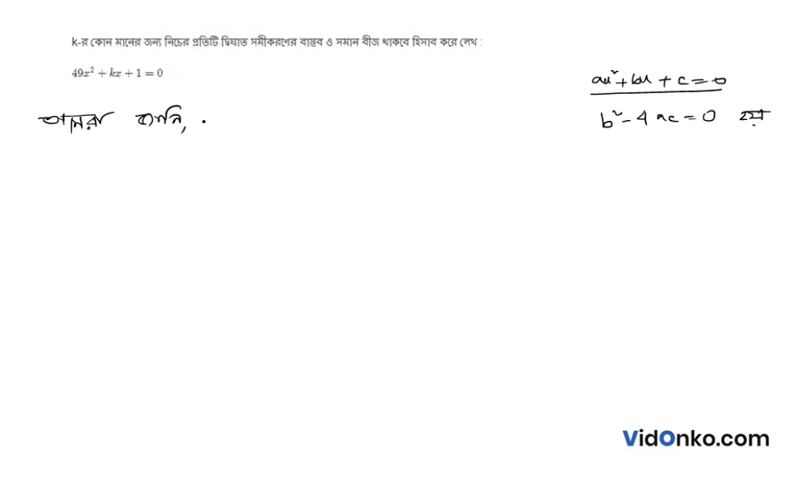 k-র কোন মানের জন্য নিচের প্রতিটি দ্বিঘাত সমীকরণের বাস্তব ও সমান বীজ থাকবে হিসাব করে লেখ :
49x² + kx + 1 = 0
ax² + bx + c = 0
আমরা জানি,
b² - 4ac = 0 হয়
VidOnko.com